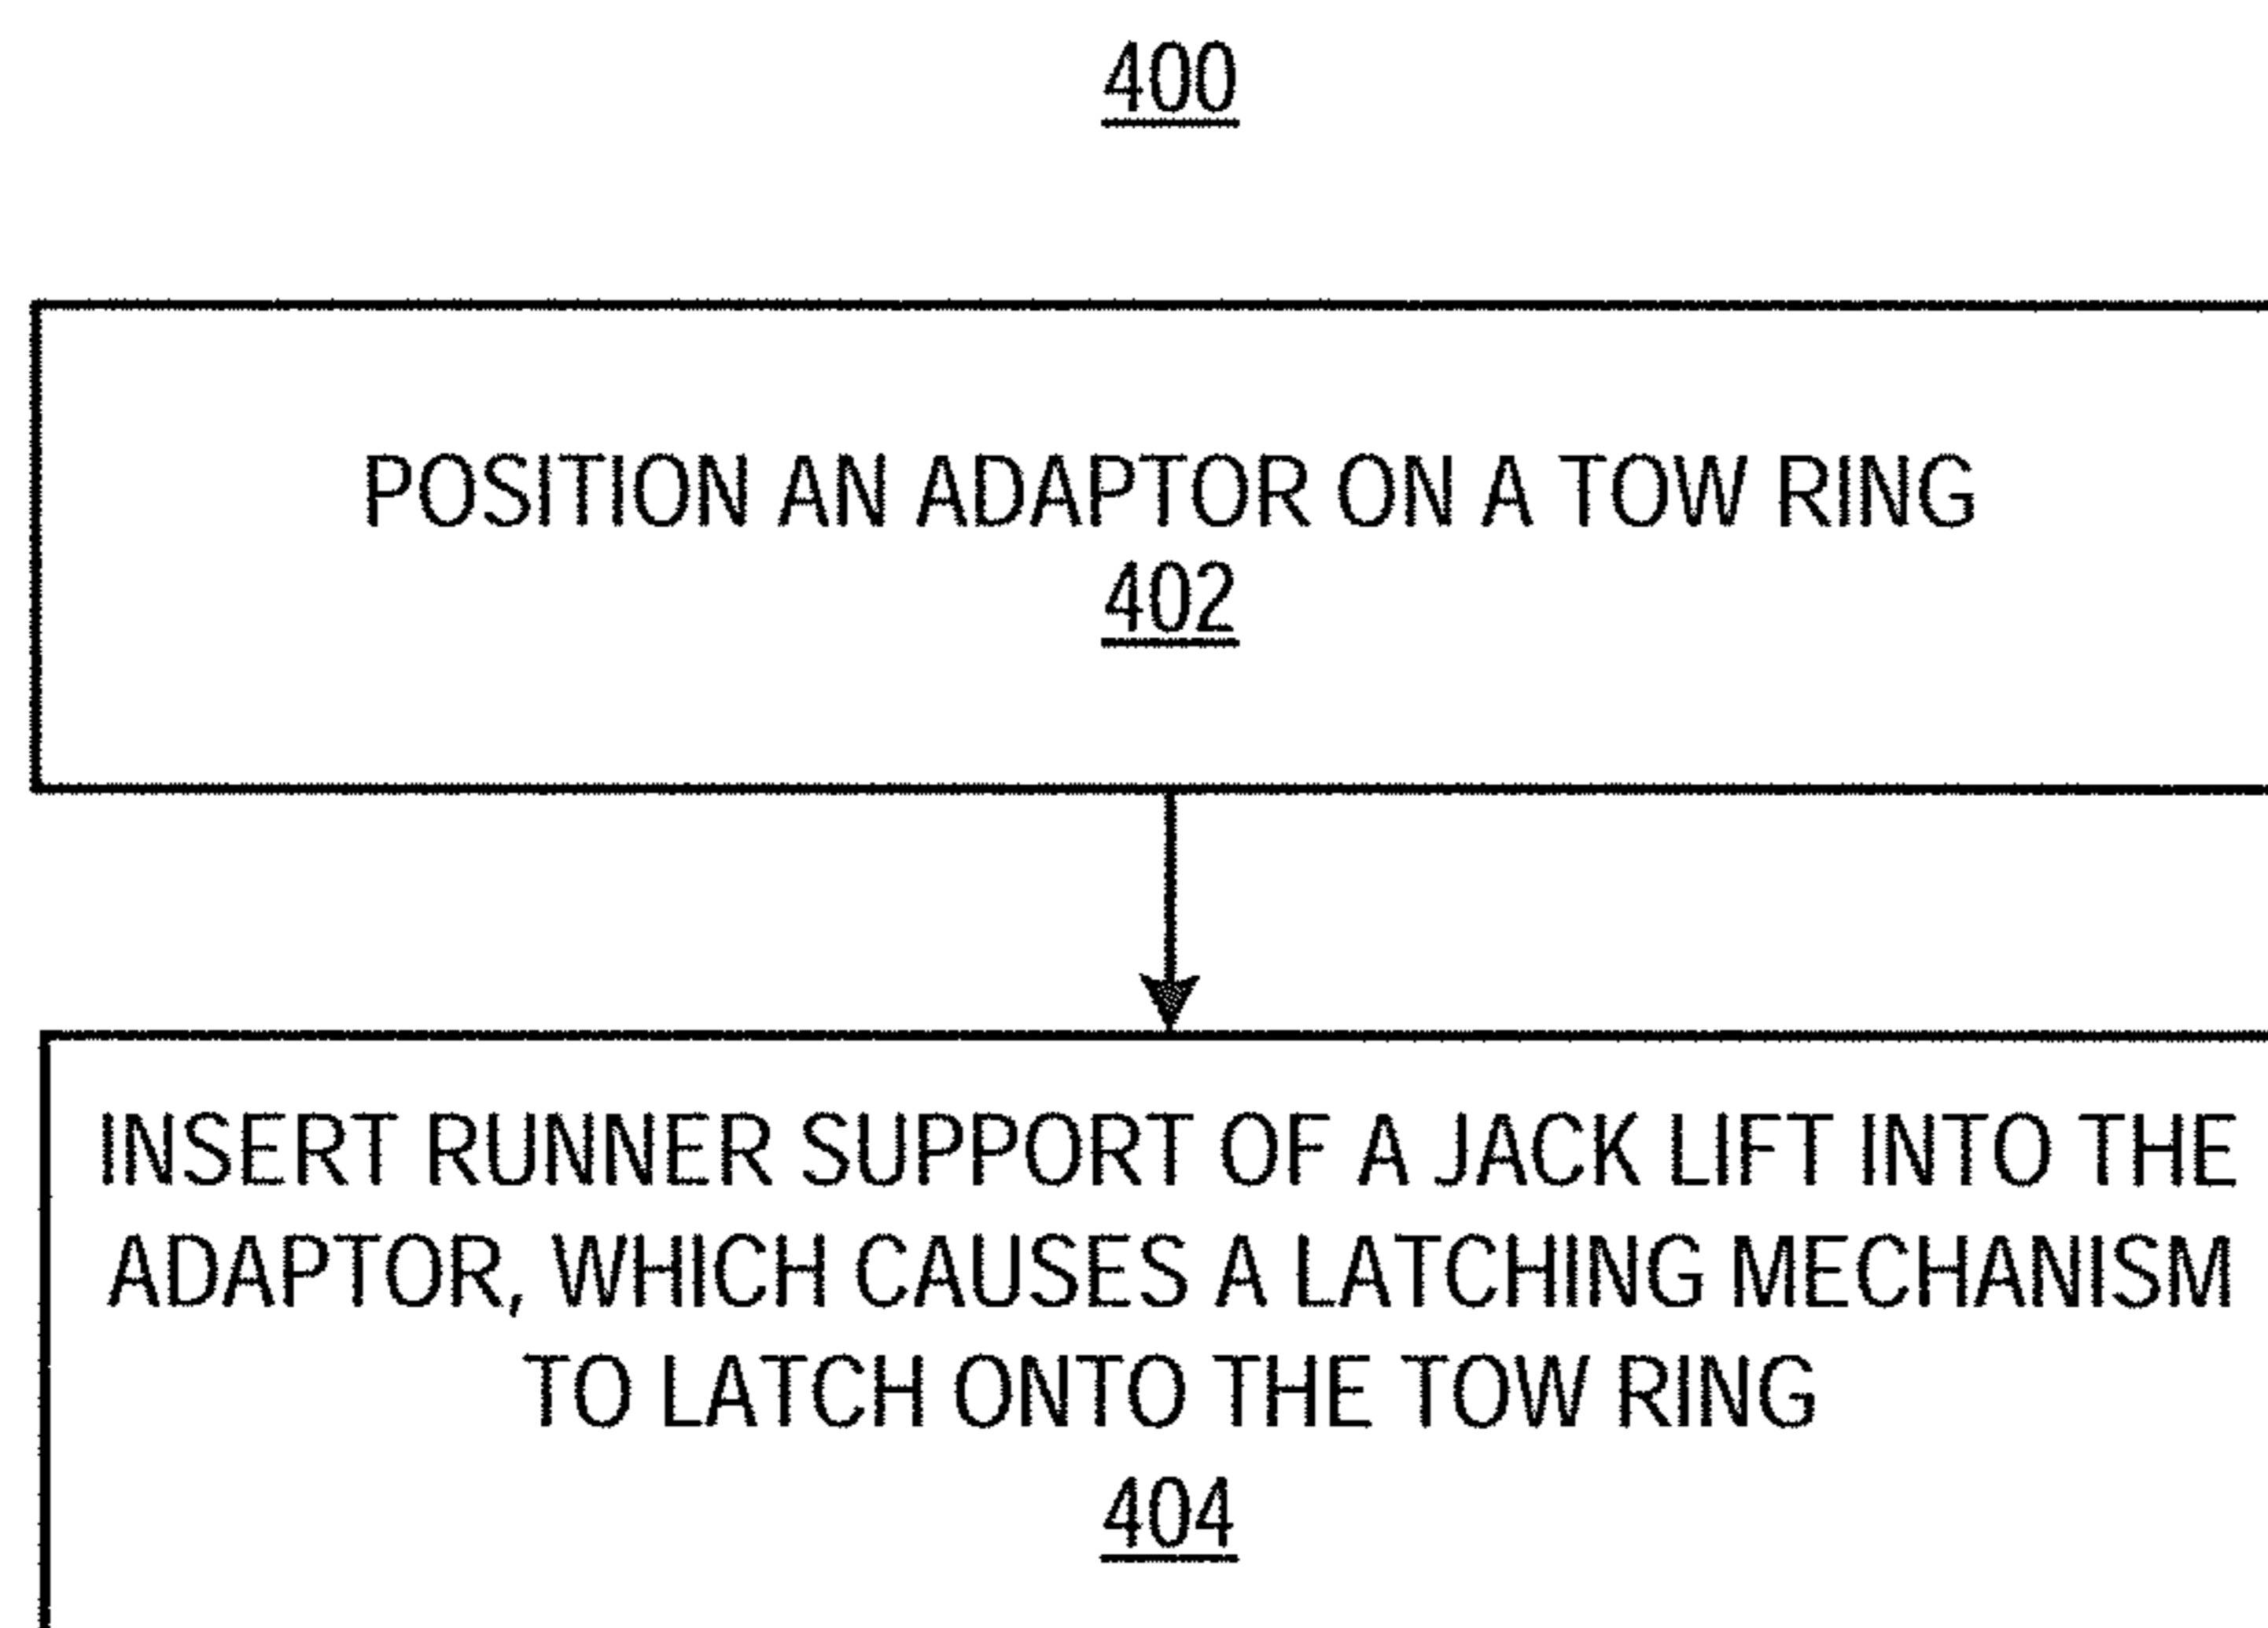 400
POSITION AN ADAPTOR ON A TOW RING
402
INSERT RUNNER SUPPORT OF A JACK LIFT INTO THE
ADAPTOR, WHICH CAUSES A LATCHING MECHANISM
TO LATCH ONTO THE TOW RING
404